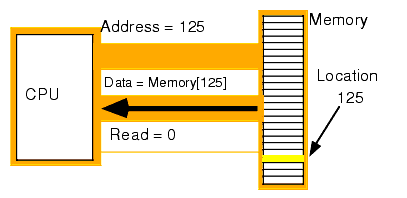 Address = 125
Memory
Data = Memory[125]
Location
125
CPU
Read = 0